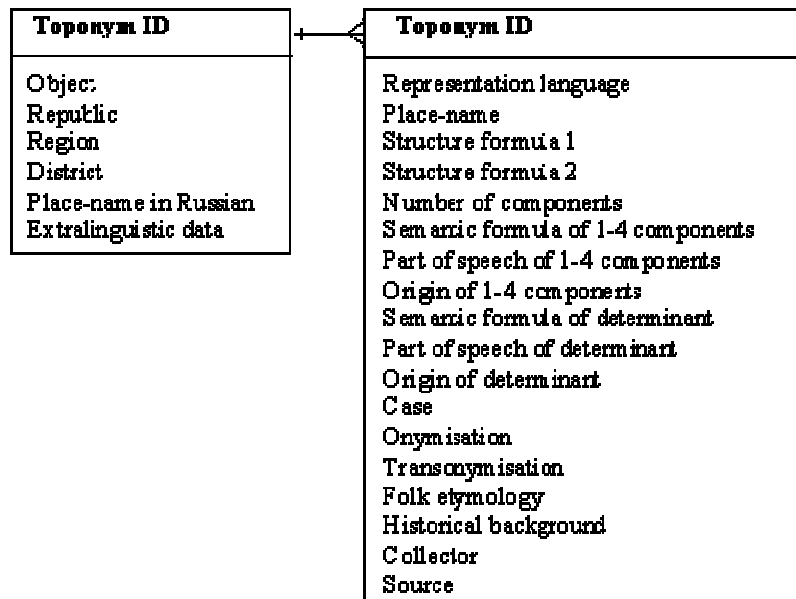 Toponym ID
Object
Republic
Region
District
Place-name in Russian
Extralinguistic data
Toponym ID
Representation language
Place-name
Structure formula 1
Structure formula 2
Number of components
Semantic formula of 1-4 components
Part of speech of 1-4 components
Origin of 1-4 components
Semantic formula of determinant
Part of speech of determinant
Origin of determinant
Case
Onymisation
Transonymisation
Folk etymology
Historical background
Collector
Source